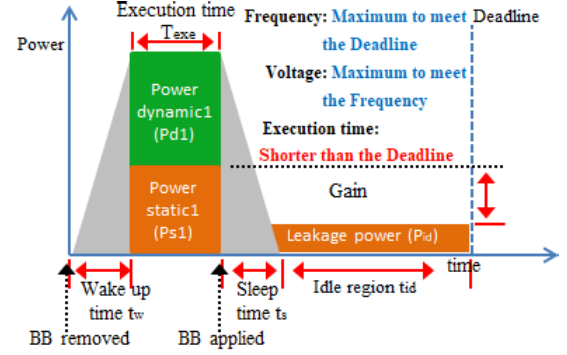 Execution time
Texe
Frequency: Maximum to meet
the Deadline
Deadline
Power
Voltage: Maximum to meet
the Frequency
Execution time:
Shorter than the Deadline
Power
dynamic1
(Pd1)
Power
static1
(Ps1)
Gain
Leakage power (Pid)
time
Wake up
time tw
Sleep
time ts
Idle region tid
BB removed
BB applied